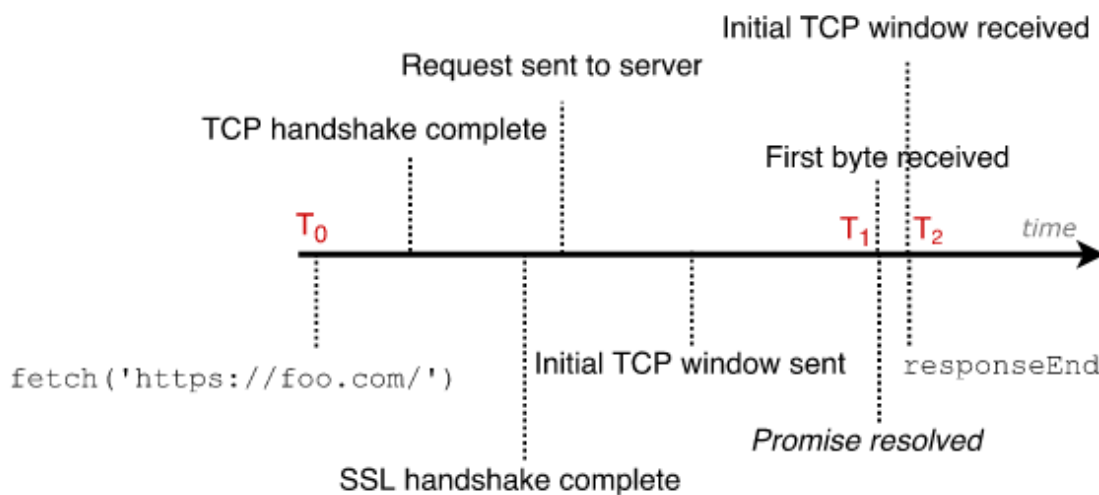 Initial TCP window received
Request sent to server
TCP handshake complete
First byte received
T0
T1
T2
time
fetch('https://foo.com/')
Initial TCP window sent
responseEnd
Promise resolved
SSL handshake complete